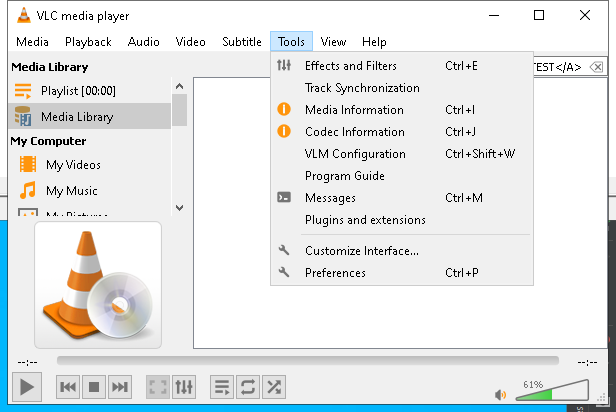 VLC media player
Media Playback Audio Video Subtitle Tools View Help
Media Library
TEST</A>
Playlist [00:00]
Media Library
My Computer
My Videos
My Music
My Pictures
Effects and Filters Ctrl+E
Track Synchronization
Media Information Ctrl+I
Codec Information Ctrl+J
VLM Configuration Ctrl+Shift+W
Program Guide
Messages Ctrl+M
Plugins and extensions
Customize Interface...
Preferences Ctrl+P
--:-- --:--
61%